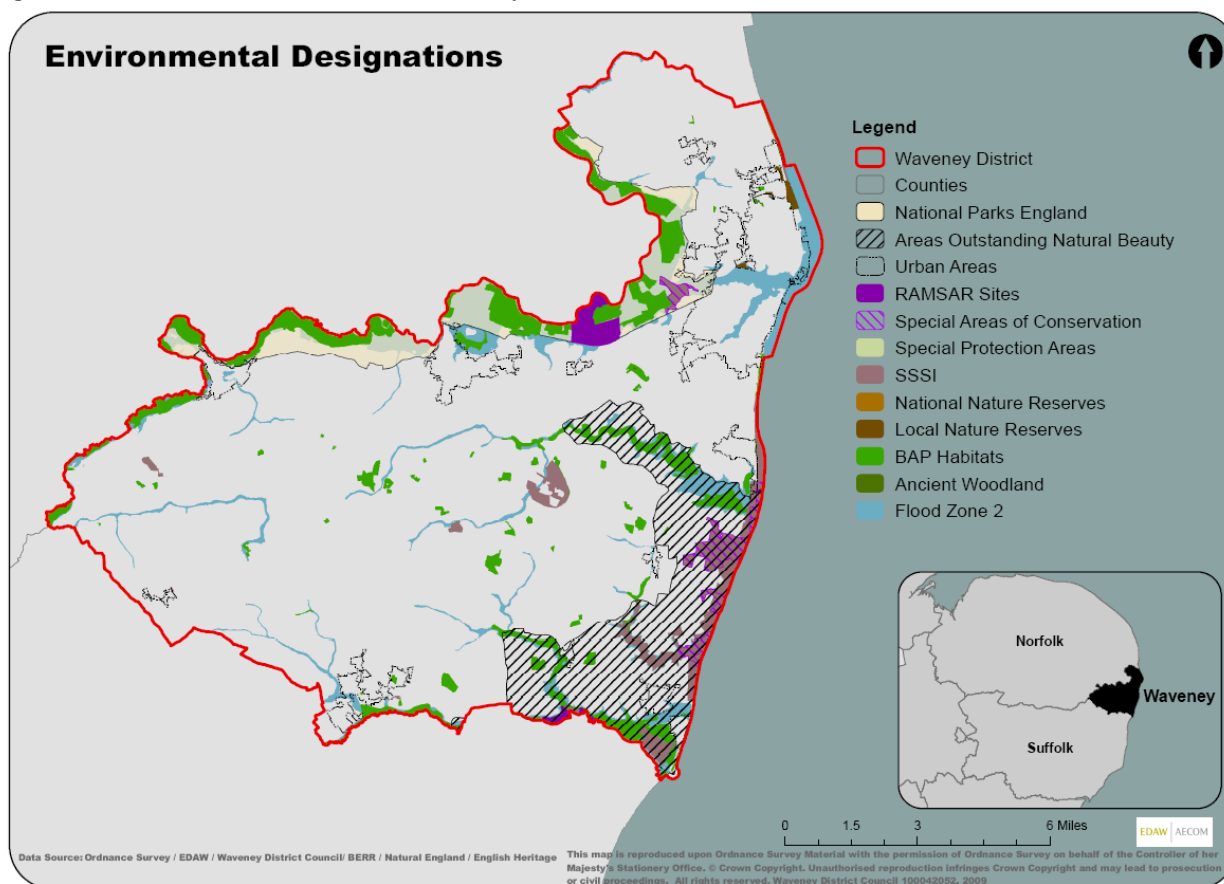 Environmental Designations
Legend
Waveney District
Counties
National Parks England
Areas Outstanding Natural Beauty
Urban Areas
RAMSAR Sites
Special Areas of Conservation
Special Protection Areas
SSSI
National Nature Reserves
Local Nature Reserves
BAP Habitats
Ancient Woodland
Flood Zone 2
Norfolk
Waveney
Suffolk
0 1.5 3 6 Miles
EDAW | AECOM
Data Source: Ordnance Survey / EDAW / Waveney District Council/ BERR / Natural England / English Heritage
This map is reproduced upon Ordnance Survey Material with the permission of Ordnance Survey on behalf of the Controller of her
Majesty's Stationery Office. © Crown Copyright. Unauthorised reproduction infringes Crown Copyright and may lead to prosecution
or civil proceedings. All rights reserved. Waveney District Council 100042052, 2009